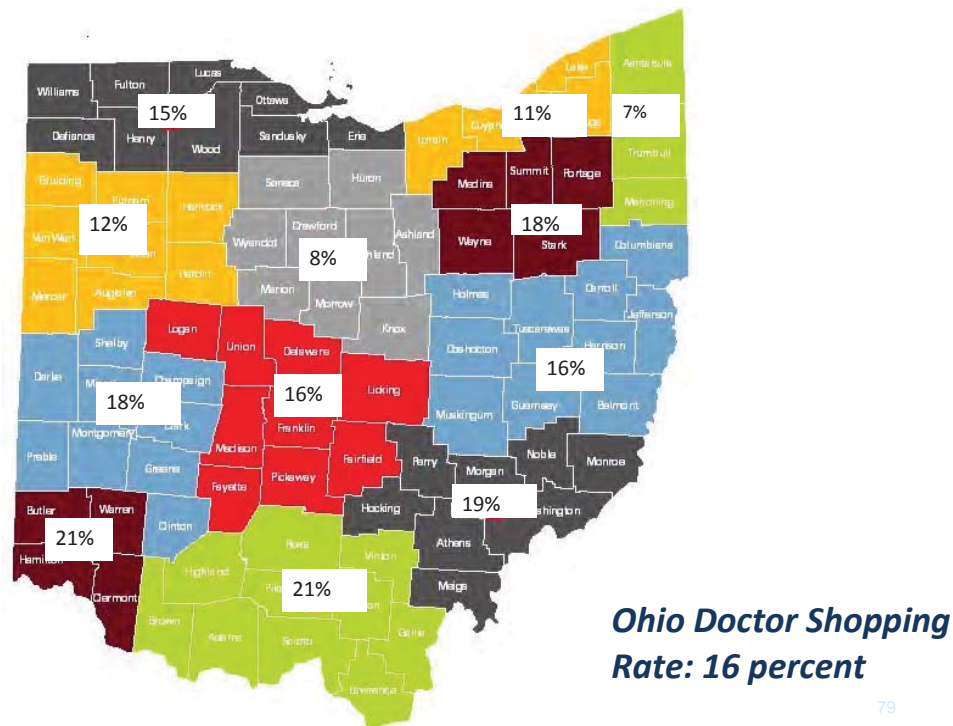 Ashtabula
Lake
Lucas
Williams
Fulton
Ottawa
15%
11%
7%
Defiance
Henry
Wood
Sandusky
Erie
Lorain
Trumbull
Summit
Portage
Medina
Paulding
Seneca
Huron
Hancock
Mahoning
12%
18%
Van Wert
Crawford
Ashland
Wyandot
Wayne
Stark
Columbiana
8%
Hardin
Mercer
Auglaize
Marion
Morrow
Holmes
Carroll
Jefferson
Knox
Logan
Tuscarawas
Union
Shelby
Delaware
Coshocton
Harrison
16%
Darke
Champaign
Licking
16%
18%
Guernsey
Belmont
Muskingum
Clark
Franklin
Montgomery
Madison
Noble
Preble
Fairfield
Perry
Monroe
Greene
Pickaway
Morgan
Fayette
19%
Butler
Warren
Hocking
Clinton
21%
Athens
Ross
Vinton
Hamilton
Highland
Meigs
21%
Clermont
Gallia
Brown
Adams
Scioto
Lawrence
Ohio Doctor Shopping
Rate: 16 percent
79